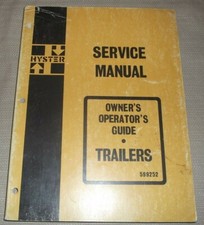 HYSTER
SERVICE
MANUAL
OWNER'S
OPERATOR'S
GUIDE
•
TRAILERS
599252